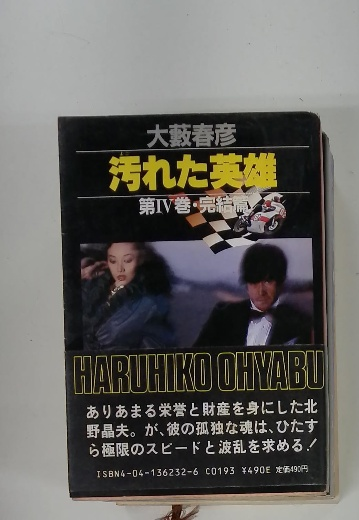 大藪春彦
汚れた英雄
第IV巻・完結篇
HARUHIKO OHYABU
ありあまる栄誉と財産を身にした北
野晶夫。が、彼の孤独な魂は、ひたす
ら極限のスピードと波乱を求める!
ISBN4-04-136232-6 C0193 ¥490E 定価490円